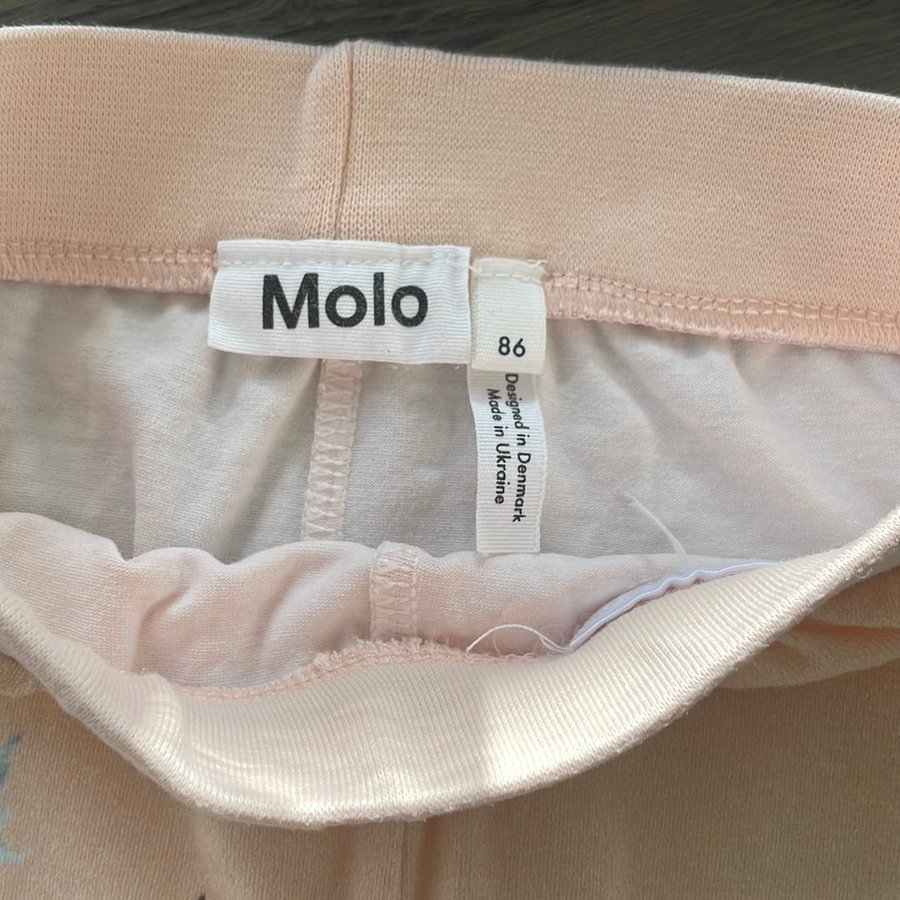 Molo
86
Designed in Denmark
Made in Ukraine